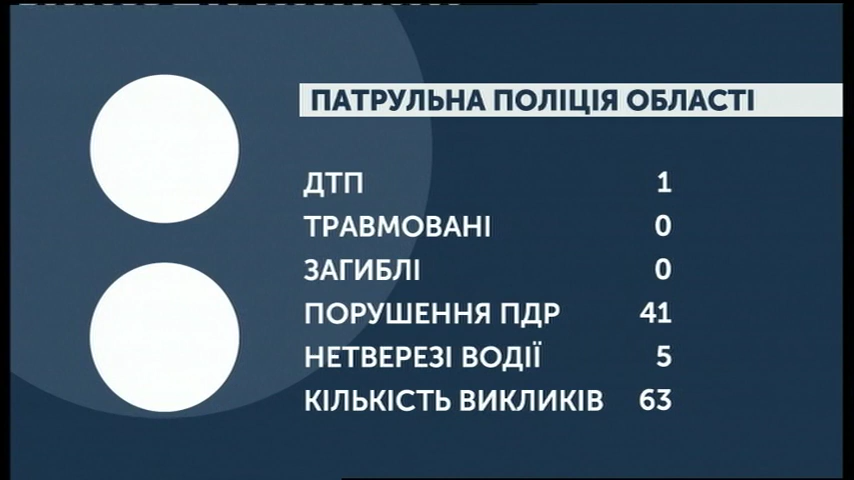 ПАТРУЛЬНА ПОЛІЦІЯ ОБЛАСТІ
ДТП 1
ТРАВМОВАНІ 0
ЗАГИБЛІ 0
ПОРУШЕННЯ ПДР 41
НЕТВЕРЕЗІ ВОДІЇ 5
КІЛЬКІСТЬ ВИКЛИКІВ 63